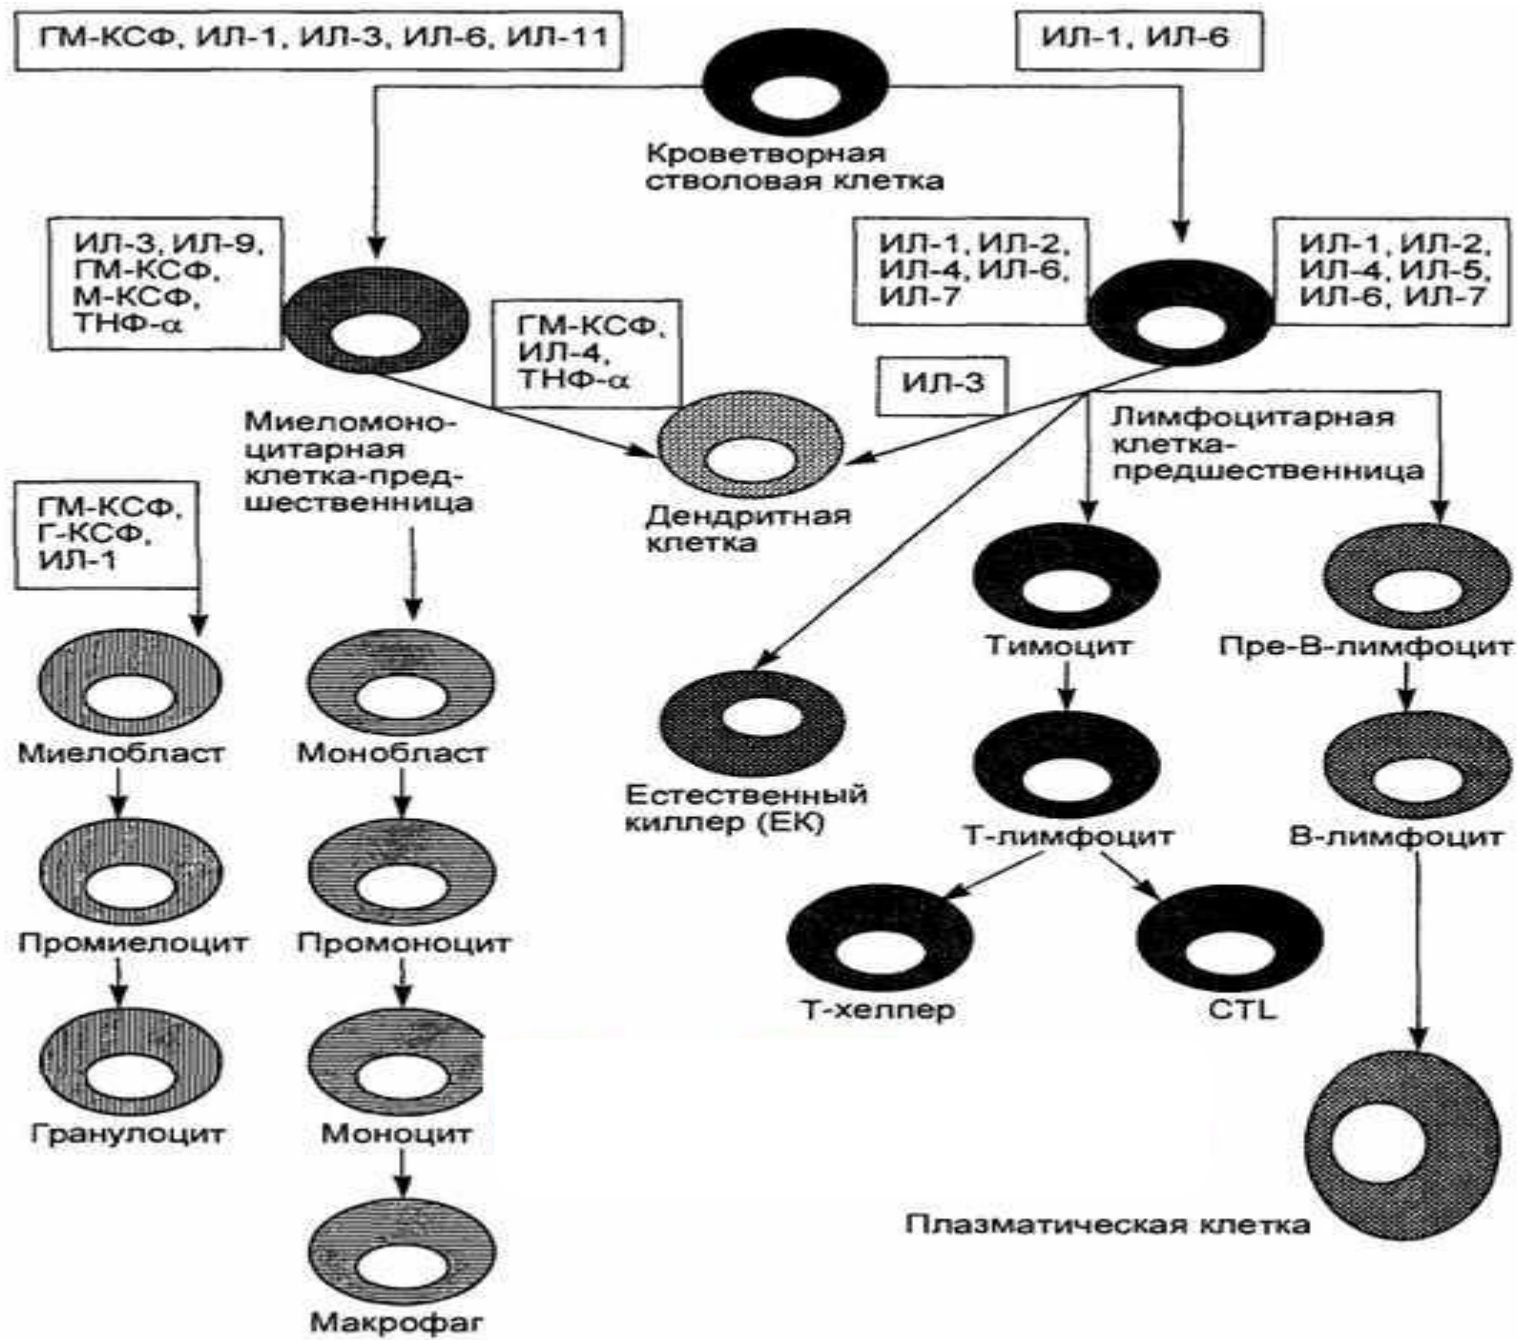 ГМ-КСФ, ИЛ-1, ИЛ-3, ИЛ-6, ИЛ-11
ИЛ-1, ИЛ-6
Кроветворная
стволовая клетка
ИЛ-3, ИЛ-9,
ГМ-КСФ,
М-КСФ,
ТНФ-α
ГМ-КСФ,
ИЛ-4,
ТНФ-α
ИЛ-1, ИЛ-2,
ИЛ-4, ИЛ-6,
ИЛ-7
ИЛ-1, ИЛ-2,
ИЛ-4, ИЛ-5,
ИЛ-6, ИЛ-7
ИЛ-3
Миеломоно-
цитарная
клетка-пред-
шественница
Дендритная
клетка
Лимфоцитарная
клетка-
предшественница
ГМ-КСФ,
Г-КСФ,
ИЛ-1
Миелобласт
Монобласт
Естественный
киллер (ЕК)
Тимоцит
Пре-В-лимфоцит
Т-лимфоцит
В-лимфоцит
Промиелоцит
Промоноцит
Т-хелпер
CTL
Гранулоцит
Моноцит
Плазматическая клетка
Макрофаг